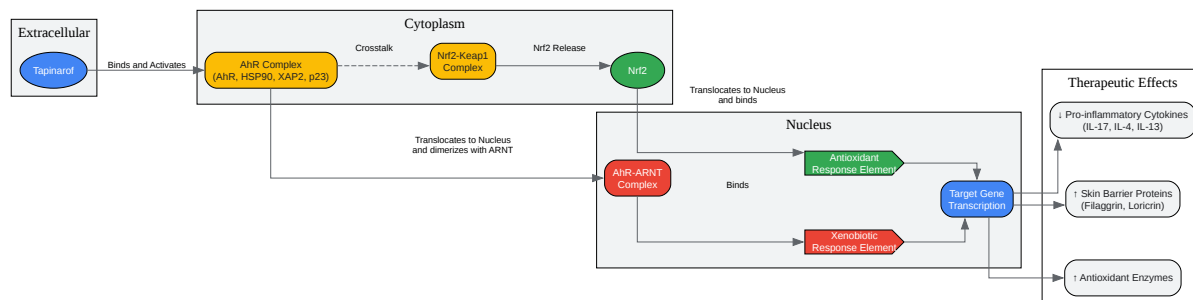 Extracellular
Tapinarof
Binds and Activates
Cytoplasm
AhR Complex
(AhR, HSP90, XAP2, p23)
Crosstalk
Nrf2-Keap1
Complex
Nrf2 Release
Nrf2
Translocates to Nucleus
and binds
Translocates to Nucleus
and dimerizes with ARNT
Nucleus
AhR-ARNT
Complex
Binds
Antioxidant
Response Element
Xenobiotic
Response Element
Target Gene
Transcription
Therapeutic Effects
↓ Pro-inflammatory Cytokines
(IL-17, IL-4, IL-13)
↑ Skin Barrier Proteins
(Filaggrin, Loricrin)
↑ Antioxidant Enzymes